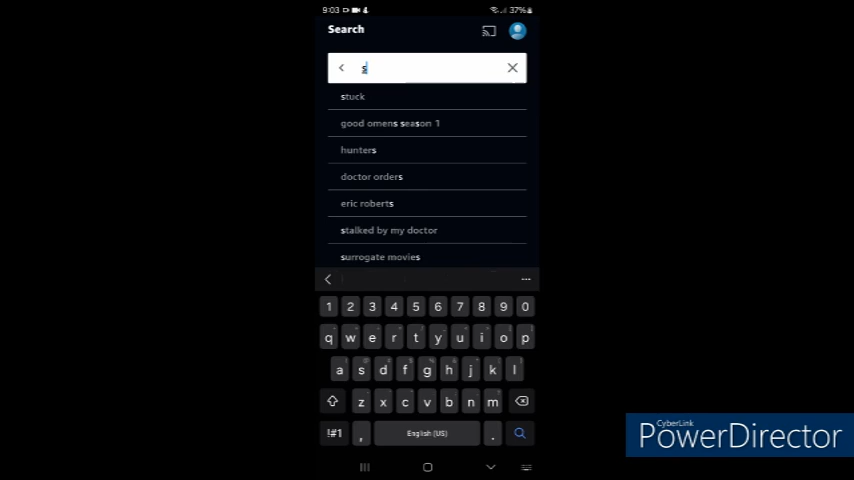 9:03 37%
Search
s
stuck
good omens season 1
hunters
doctor orders
eric roberts
stalked by my doctor
surrogate movies
1 2 3 4 5 6 7 8 9 0
q w e r t y u i o p
a s d f g h j k l
z x c v b n m
!#1 , English (US) .
CyberLink
PowerDirector